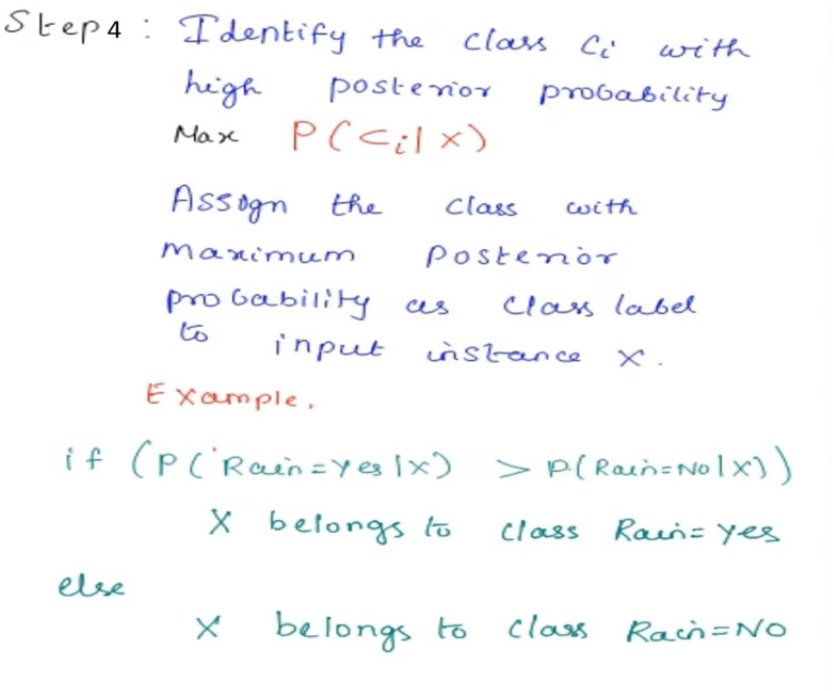 Step 4 : Identify the class Ci with
high posterior probability
Max P(Ci|x)
Assign the class with
maximum posterior
probability as class label
to input instance x.
Example.
if (P(Rain=Yes|x) > P(Rain=No|x))
X belongs to class Rain=Yes
else
X belongs to class Rain=NO